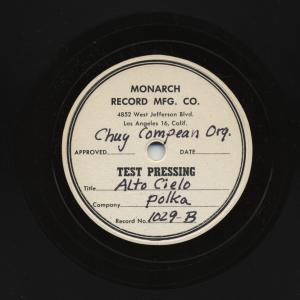 MONARCH
RECORD MFG. CO.
4852 West Jefferson Blvd.
Los Angeles 16, Calif.
Chuy Compean Org.
APPROVED DATE
TEST PRESSING
Title Alto Cielo
Company Polka
Record No. 1029-B